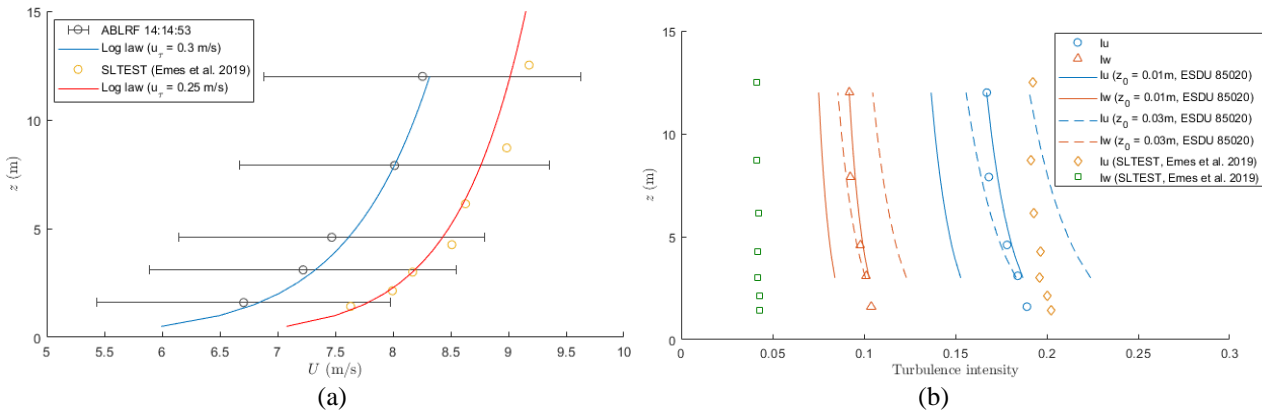 15
10
5
0
z (m)
ABLRF 14:14:53
Log law (uτ = 0.3 m/s)
SLTEST (Emes et al. 2019)
Log law (uτ = 0.25 m/s)
5 5.5 6 6.5 7 7.5 8 8.5 9 9.5 10
U (m/s)
(a)
15
10
5
0
z (m)
Iu
Iw
Iu (z0 = 0.01m, ESDU 85020)
Iw (z0 = 0.01m, ESDU 85020)
Iu (z0 = 0.03m, ESDU 85020)
Iw (z0 = 0.03m, ESDU 85020)
Iu (SLTEST, Emes et al. 2019)
Iw (SLTEST, Emes et al. 2019)
0 0.05 0.1 0.15 0.2 0.25 0.3
Turbulence intensity
(b)